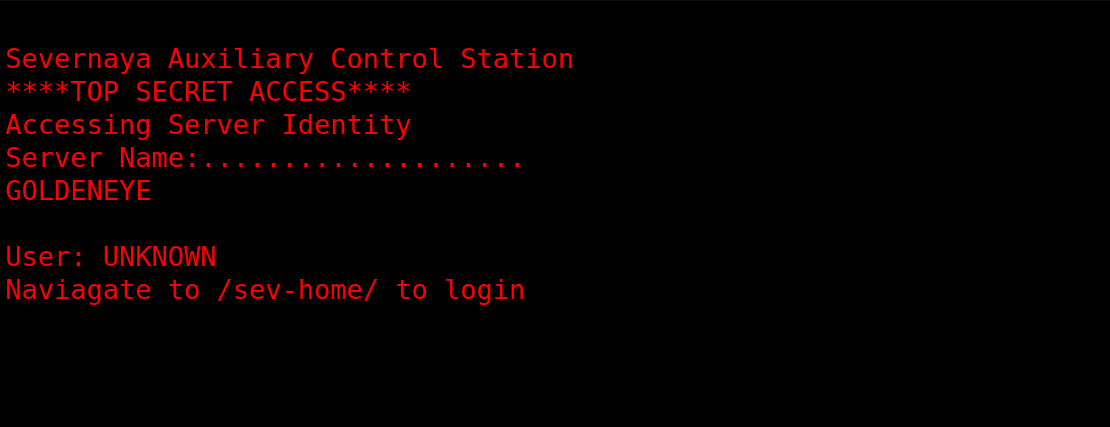 Severnaya Auxiliary Control Station
****TOP SECRET ACCESS****
Accessing Server Identity
Server Name:....................
GOLDENEYE
User: UNKNOWN
Naviagate to /sev-home/ to login